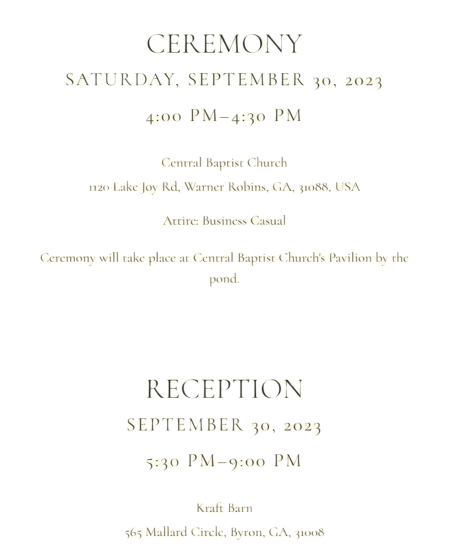 CEREMONY
SATURDAY, SEPTEMBER 30, 2023
4:00 PM–4:30 PM
Central Baptist Church
1120 Lake Joy Rd, Warner Robins, GA, 31088, USA
Attire: Business Casual
Ceremony will take place at Central Baptist Church's Pavilion by the
pond.
RECEPTION
SEPTEMBER 30, 2023
5:30 PM–9:00 PM
Kraft Barn
565 Mallard Circle, Byron, GA, 31008